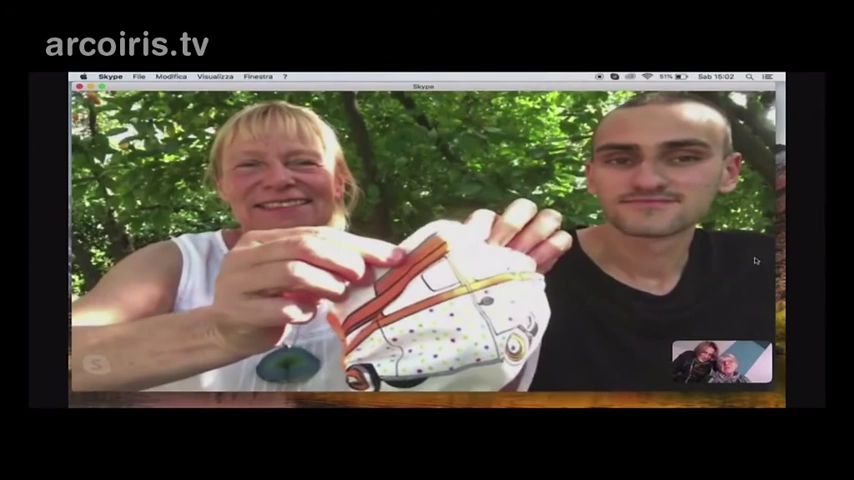 arcoiris.tv
Skype File Modifica Visualizza Finestra ? 51% Sab 15:02
Skype
S